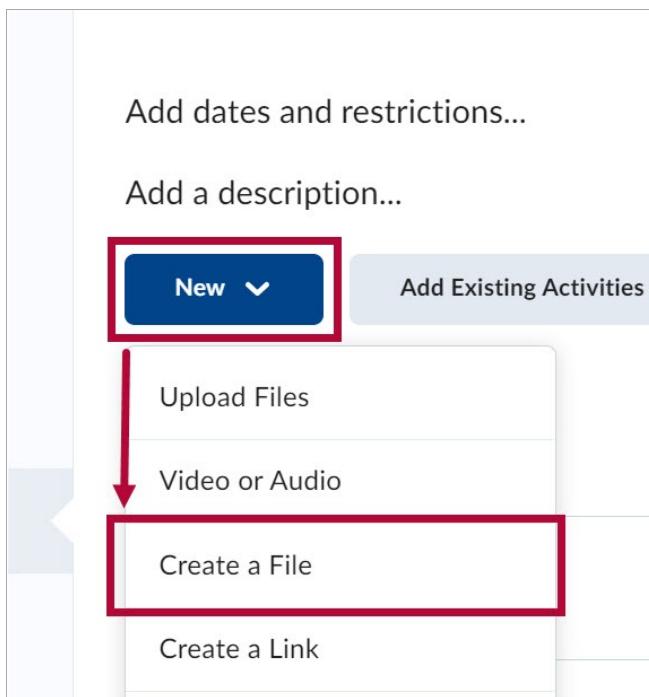 Add dates and restrictions...
Add a description...
New Add Existing Activities
Upload Files
Video or Audio
Create a File
Create a Link